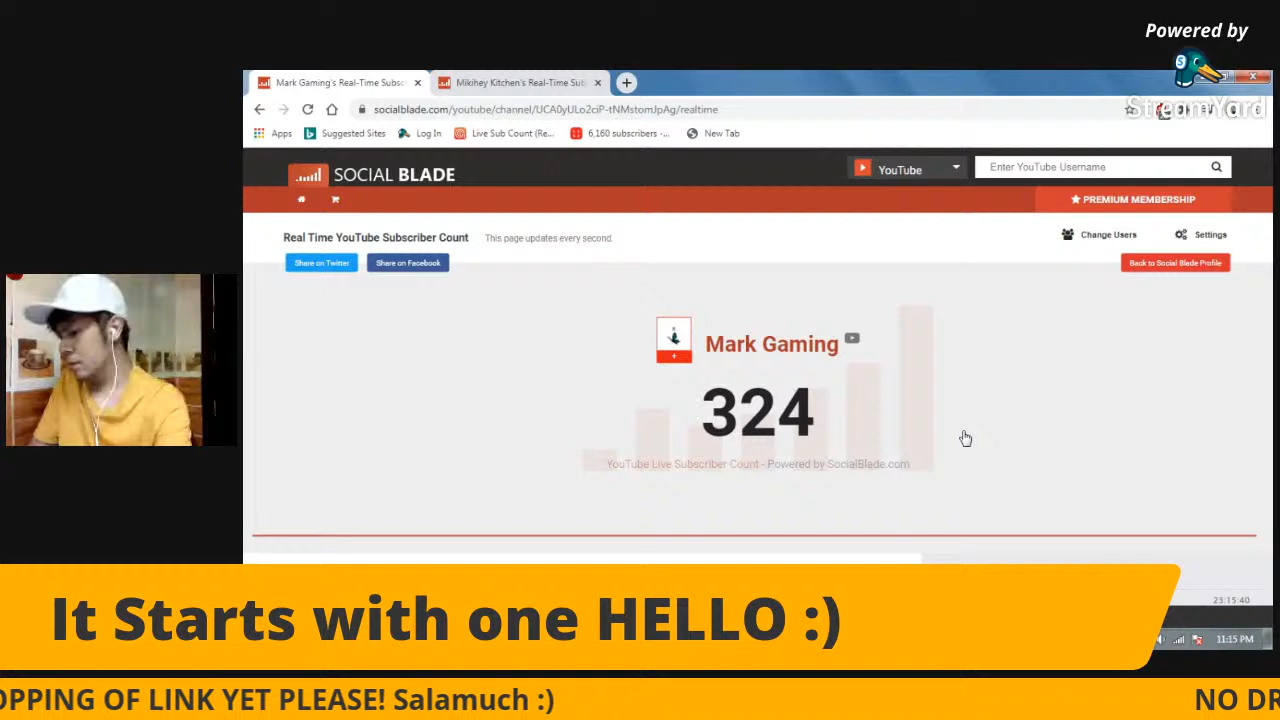 Powered by
StreamYard
Mark Gaming's Real-Time Subsc
Mikihey Kitchen's Real-Time Sub
socialblade.com/youtube/channel/UCA0yULo2ciP-tNMstomJpAg/realtime
Apps Suggested Sites Log In Live Sub Count (Re... 6,160 subscribers -... New Tab
SOCIAL BLADE
YouTube
Enter YouTube Username
PREMIUM MEMBERSHIP
Real Time YouTube Subscriber Count This page updates every second.
Change Users Settings
Share on Twitter Share on Facebook
Back to Social Blade Profile
Mark Gaming
324
YouTube Live Subscriber Count - Powered by SocialBlade.com
23:15:40
It Starts with one HELLO :)
11:15 PM
OPPING OF LINK YET PLEASE! Salamuch :) NO DR